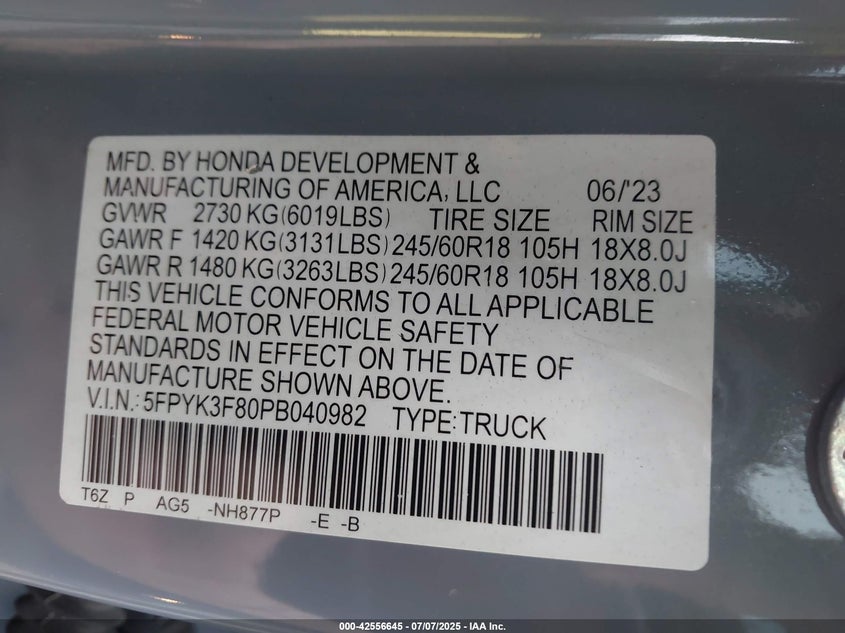 MFD. BY HONDA DEVELOPMENT &
MANUFACTURING OF AMERICA, LLC 06/'23
GVWR 2730 KG(6019LBS) TIRE SIZE RIM SIZE
GAWR F 1420 KG(3131LBS) 245/60R18 105H 18X8.0J
GAWR R 1480 KG(3263LBS) 245/60R18 105H 18X8.0J
THIS VEHICLE CONFORMS TO ALL APPLICABLE
FEDERAL MOTOR VEHICLE SAFETY
STANDARDS IN EFFECT ON THE DATE OF
MANUFACTURE SHOWN ABOVE.
V.I.N.: 5FPYK3F80PB040982 TYPE:TRUCK
T6Z P AG5 -NH877P -E -B
000-42556645 / 07/07/2025 - IAA Inc.